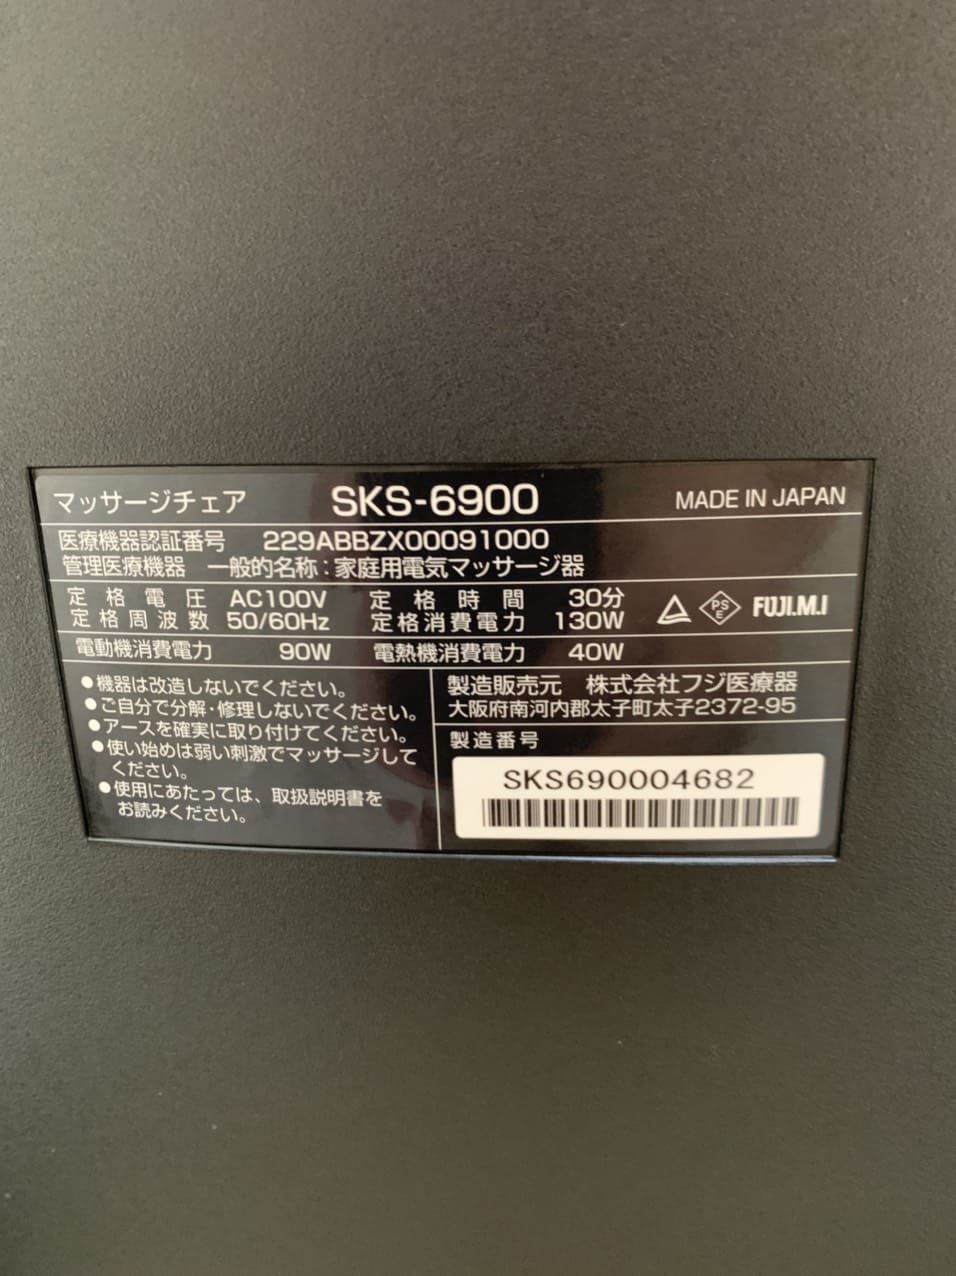 マッサージチェア SKS-6900 MADE IN JAPAN
医療機器認証番号 229ABBZX00091000
管理医療機器 一般的名称:家庭用電気マッサージ器
定格電圧 AC100V 定格時間 30分
定格周波数 50/60Hz 定格消費電力 130W
PSE FUJI.M.I
電動機消費電力 90W 電熱機消費電力 40W
●機器は改造しないでください。
●ご自分で分解・修理しないでください。
●アースを確実に取り付けてください。
●使い始めは弱い刺激でマッサージして
ください。
●使用にあたっては、取扱説明書を
お読みください。
製造販売元 株式会社フジ医療器
大阪府南河内郡太子町太子2372-95
製造番号
SKS690004682